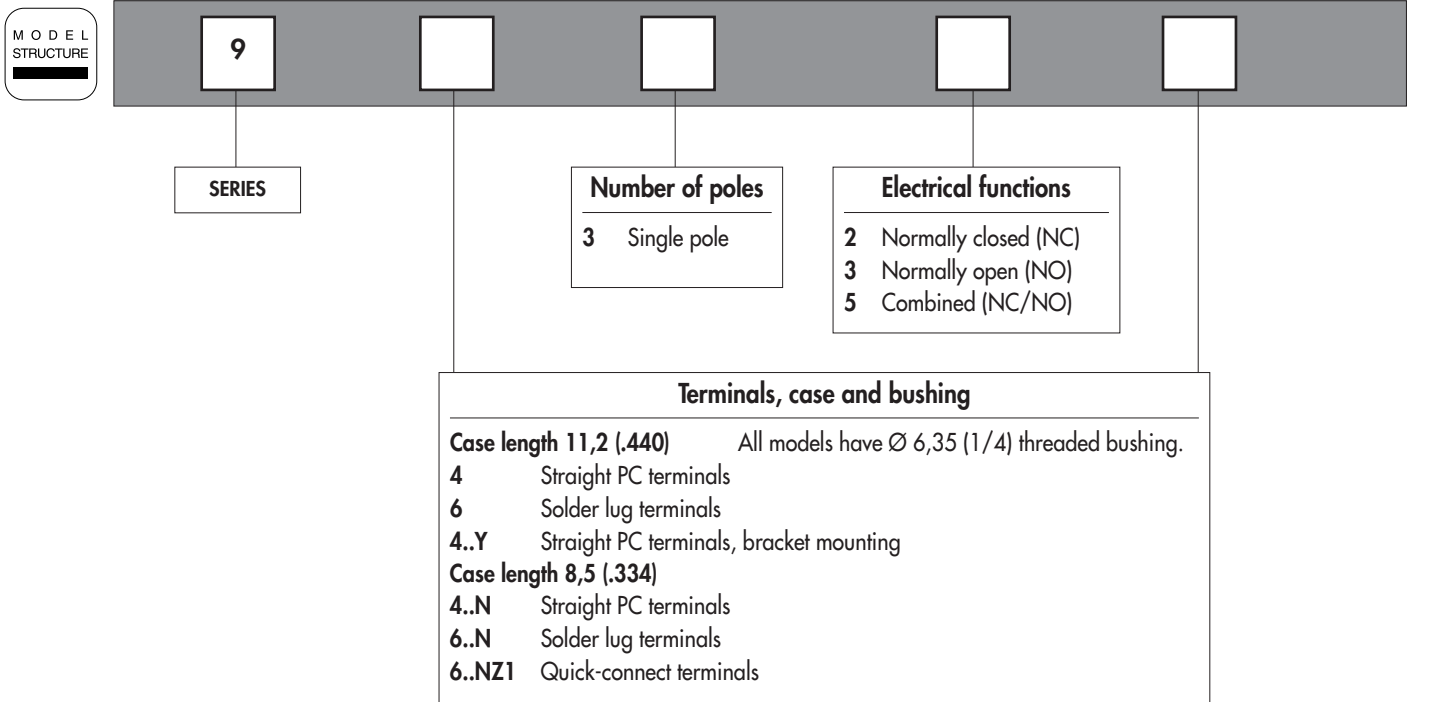 MODEL
STRUCTURE
9
SERIES
Number of poles
3 Single pole
Electrical functions
2 Normally closed (NC)
3 Normally open (NO)
5 Combined (NC/NO)
Terminals, case and bushing
Case length 11,2 (.440) All models have Ø 6,35 (1/4) threaded bushing.
4 Straight PC terminals
6 Solder lug terminals
4..Y Straight PC terminals, bracket mounting
Case length 8,5 (.334)
4..N Straight PC terminals
6..N Solder lug terminals
6..NZ1 Quick-connect terminals